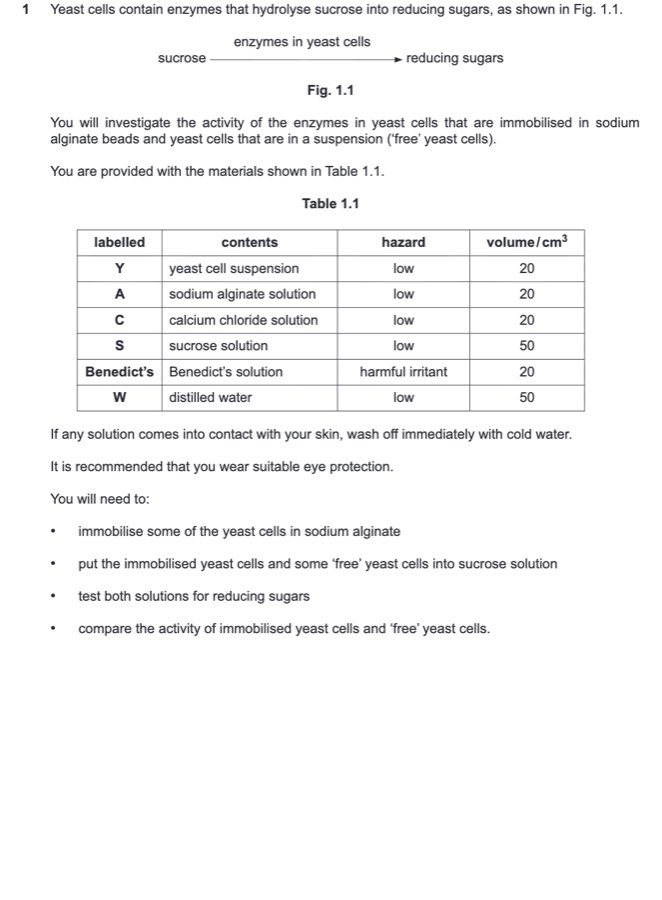 1 Yeast cells contain enzymes that hydrolyse sucrose into reducing sugars, as shown in Fig. 1.1.
enzymes in yeast cells
sucrose reducing sugars
Fig. 1.1
You will investigate the activity of the enzymes in yeast cells that are immobilised in sodium
alginate beads and yeast cells that are in a suspension (‘free’ yeast cells).
You are provided with the materials shown in Table 1.1.
Table 1.1
labelled contents hazard volume / cm³
Y yeast cell suspension low 20
A sodium alginate solution low 20
C calcium chloride solution low 20
S sucrose solution low 50
Benedict’s Benedict’s solution harmful irritant 20
W distilled water low 50
If any solution comes into contact with your skin, wash off immediately with cold water.
It is recommended that you wear suitable eye protection.
You will need to:
• immobilise some of the yeast cells in sodium alginate
• put the immobilised yeast cells and some ‘free’ yeast cells into sucrose solution
• test both solutions for reducing sugars
• compare the activity of immobilised yeast cells and ‘free’ yeast cells.